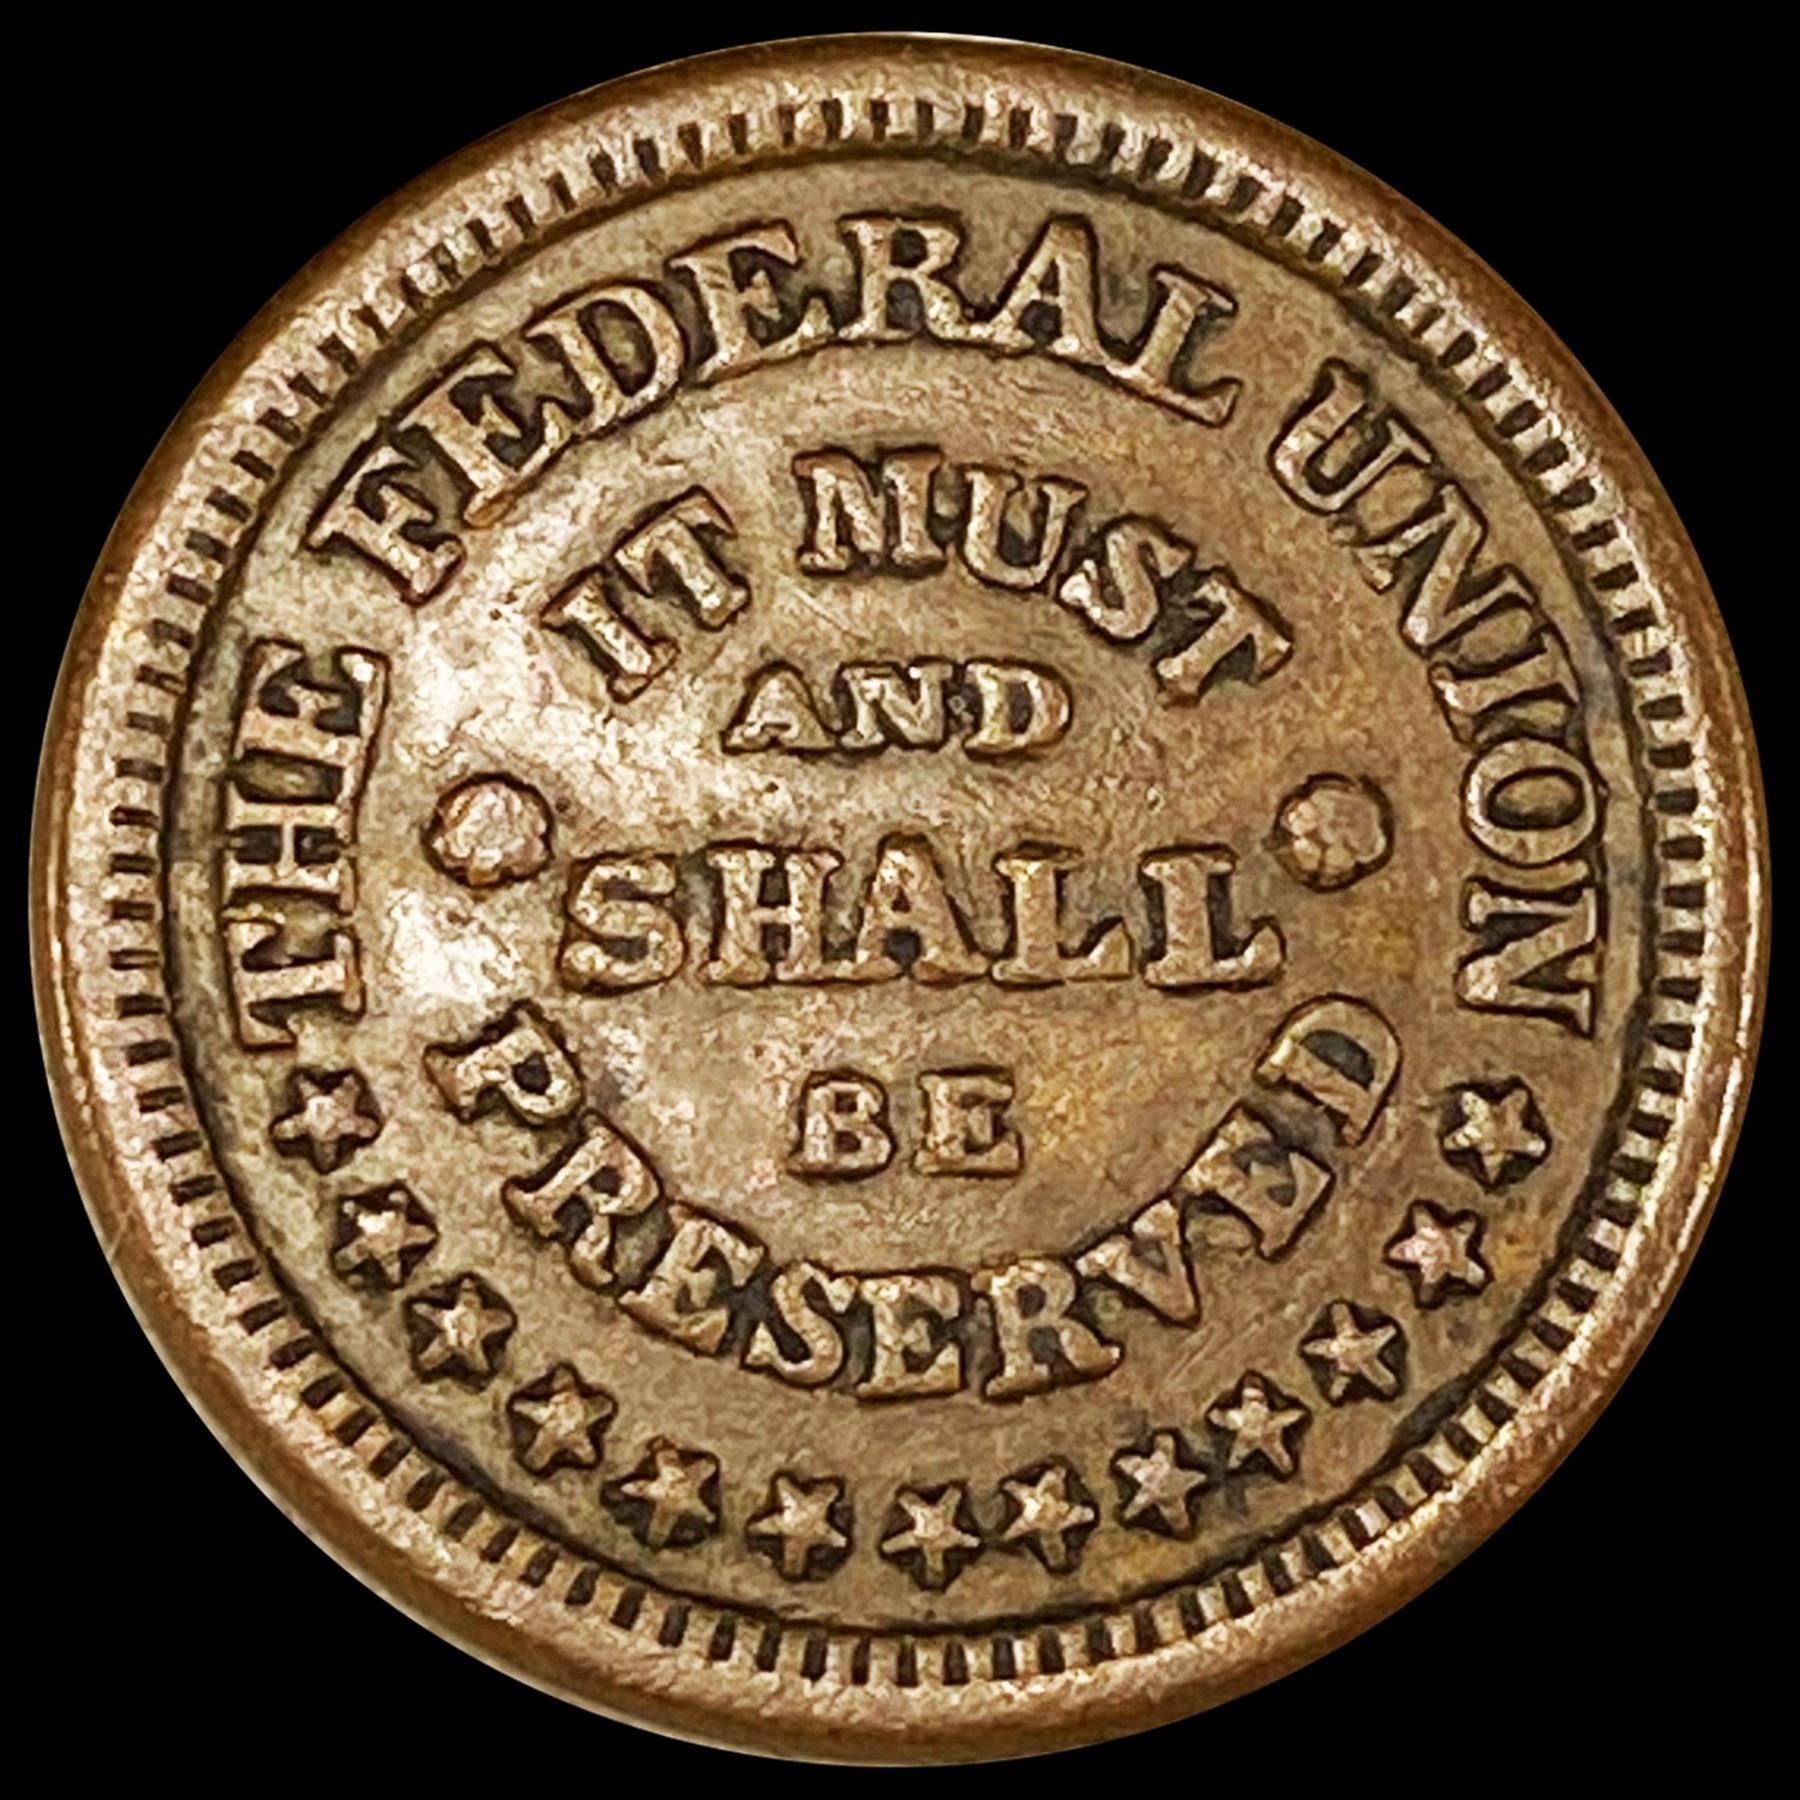 THE FEDERAL UNION
IT MUST
AND
SHALL
BE
PRESERVED